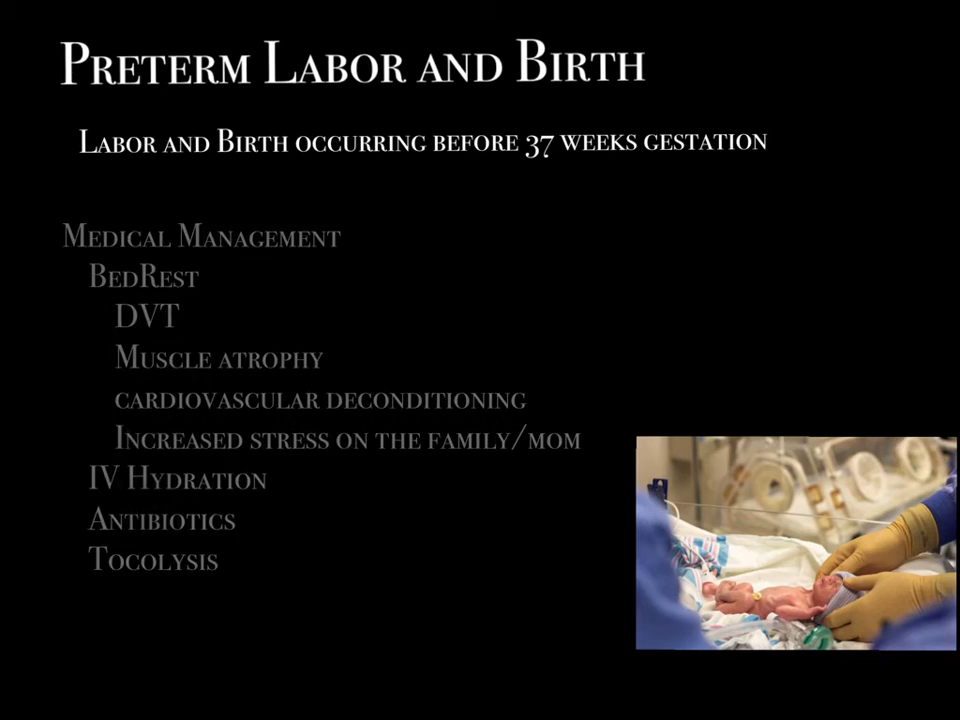 Preterm Labor and Birth
Labor and Birth occurring before 37 weeks gestation
Medical Management
BedRest
DVT
Muscle atrophy
cardiovascular deconditioning
Increased stress on the family/mom
IV Hydration
Antibiotics
Tocolysis